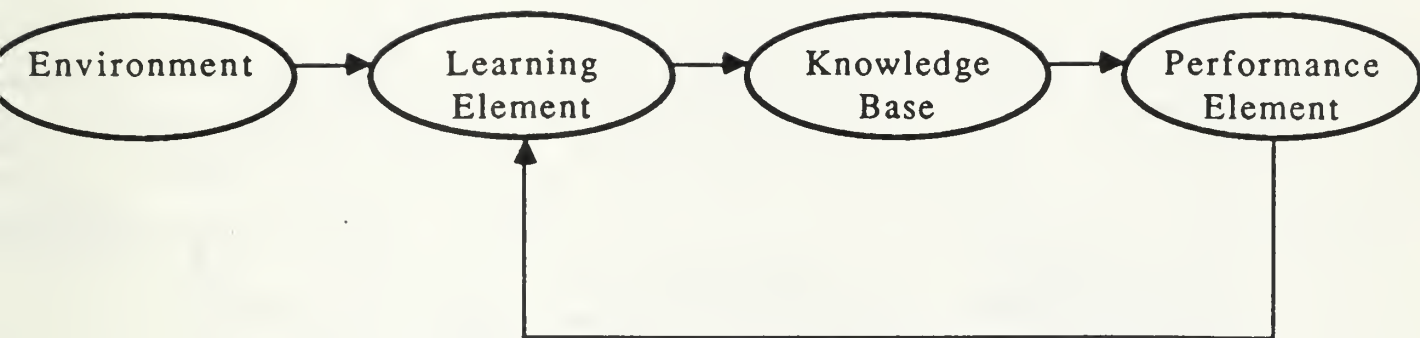 Environment
Learning
Element
Knowledge
Base
Performance
Element